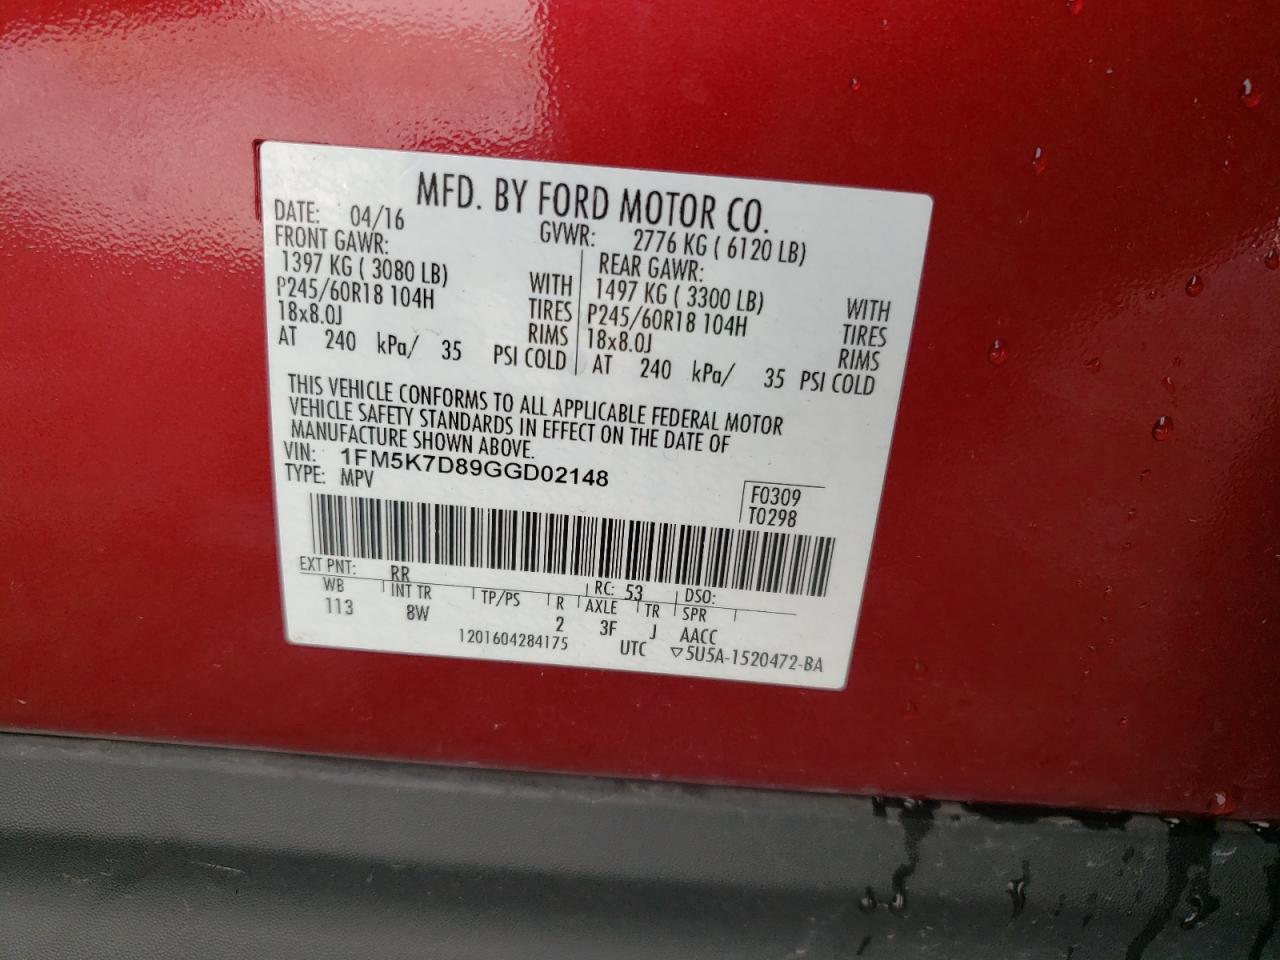 MFD. BY FORD MOTOR CO.
DATE: 04/16 GVWR: 2776 KG ( 6120 LB)
FRONT GAWR: REAR GAWR:
1397 KG ( 3080 LB) WITH 1497 KG ( 3300 LB) WITH
P245/60R18 104H TIRES P245/60R18 104H TIRES
18x8.0J RIMS 18x8.0J RIMS
AT 240 kPa/ 35 PSI COLD AT 240 kPa/ 35 PSI COLD
THIS VEHICLE CONFORMS TO ALL APPLICABLE FEDERAL MOTOR
VEHICLE SAFETY STANDARDS IN EFFECT ON THE DATE OF
MANUFACTURE SHOWN ABOVE.
VIN: 1FM5K7D89GGD02148
TYPE: MPV
F0309
T0298
EXT PNT: RR RC: 53 DSO:
WB INT TR TP/PS R AXLE TR SPR
113 8W 2 3F J AACC
1201604284175 UTC ▽5U5A-1520472-BA